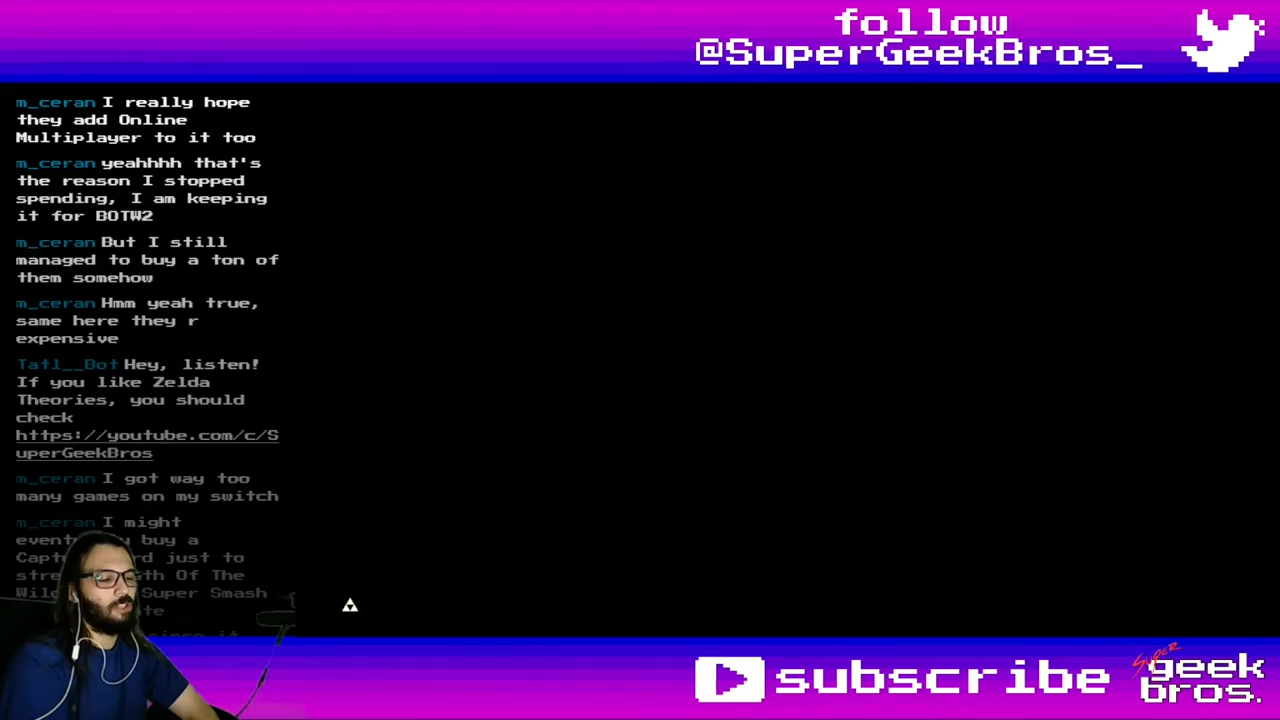 follow
@SuperGeekBros_
m_ceran I really hope
they add Online
Multiplayer to it too
m_ceran yeahhhh that's
the reason I stopped
spending, I am keeping
it for BOTW2
m_ceran But I still
managed to buy a ton of
them somehow
m_ceran Hmm yeah true,
same here they r
expensive
Tatl__Bot Hey, listen!
If you like Zelda
Theories, you should
check
https://youtube.com/c/S
uperGeekBros
m_ceran I got way too
many games on my switch
m_ceran I might
buy a
just to
Of The
Super Smash
since it
subscribe
SUPER
geek
bros.